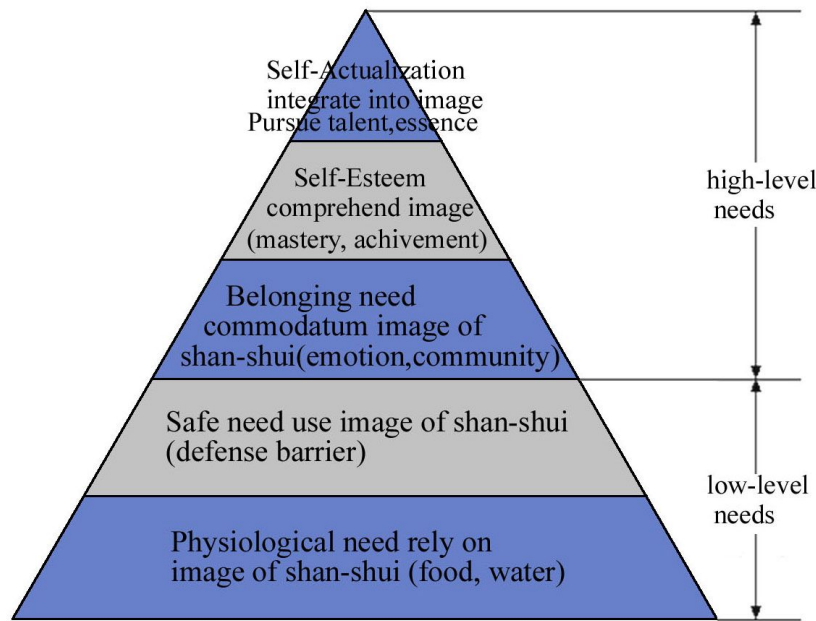 Self-Actualization
integrate into image
Pursue talent,essence
Self-Esteem
comprehend image
(mastery, achivement)
high-level
needs
Belonging need
commodatum image of
shan-shui(emotion,community)
Safe need use image of shan-shui
(defense barrier)
low-level
needs
Physiological need rely on
image of shan-shui (food, water)